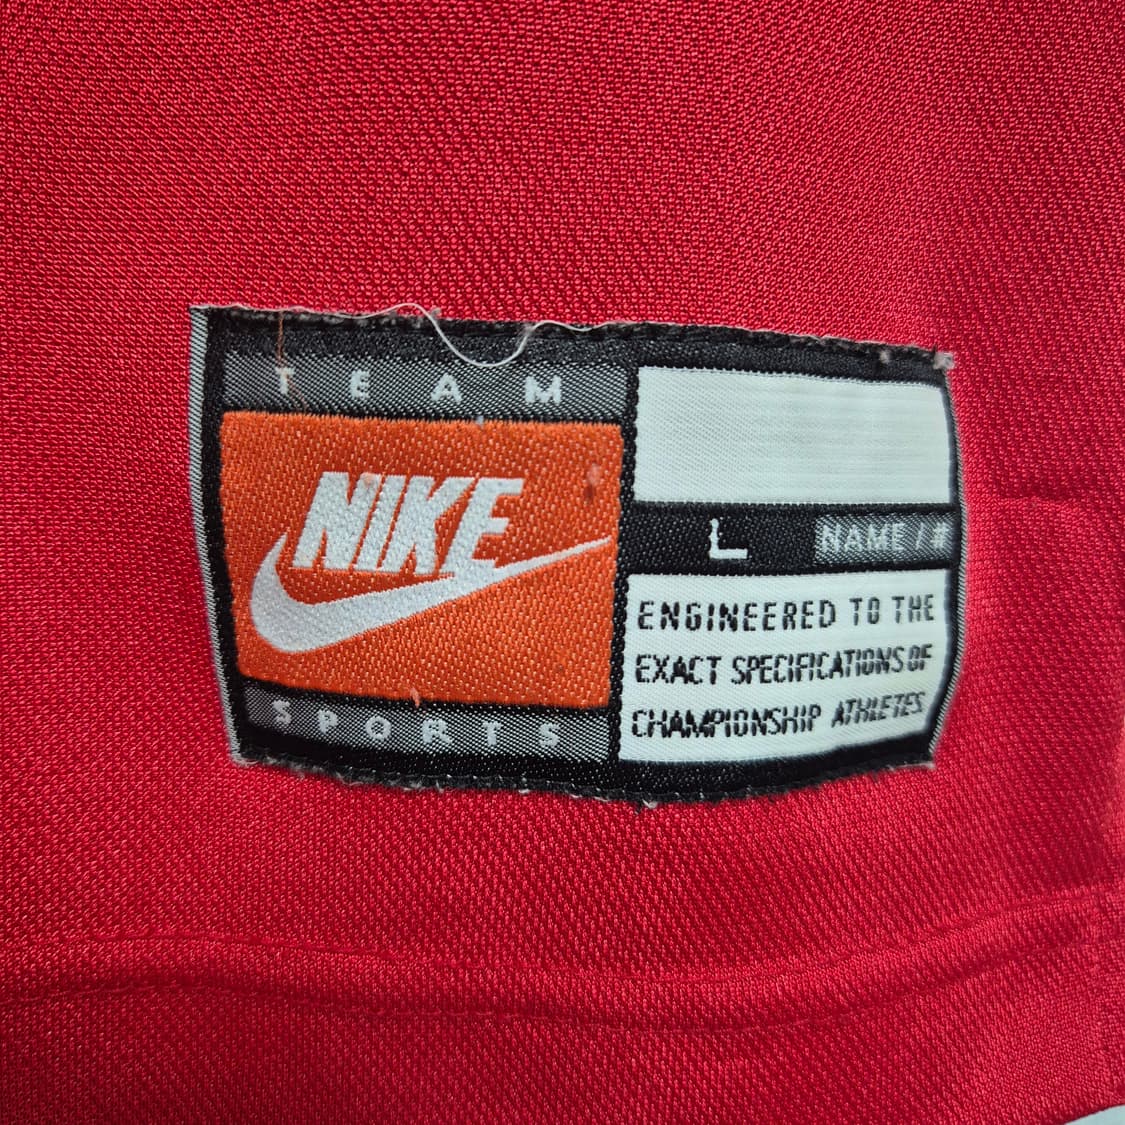 TEAM
NIKE
SPORTS
L NAME / #
ENGINEERED TO THE
EXACT SPECIFICATIONS OF
CHAMPIONSHIP ATHLETES.